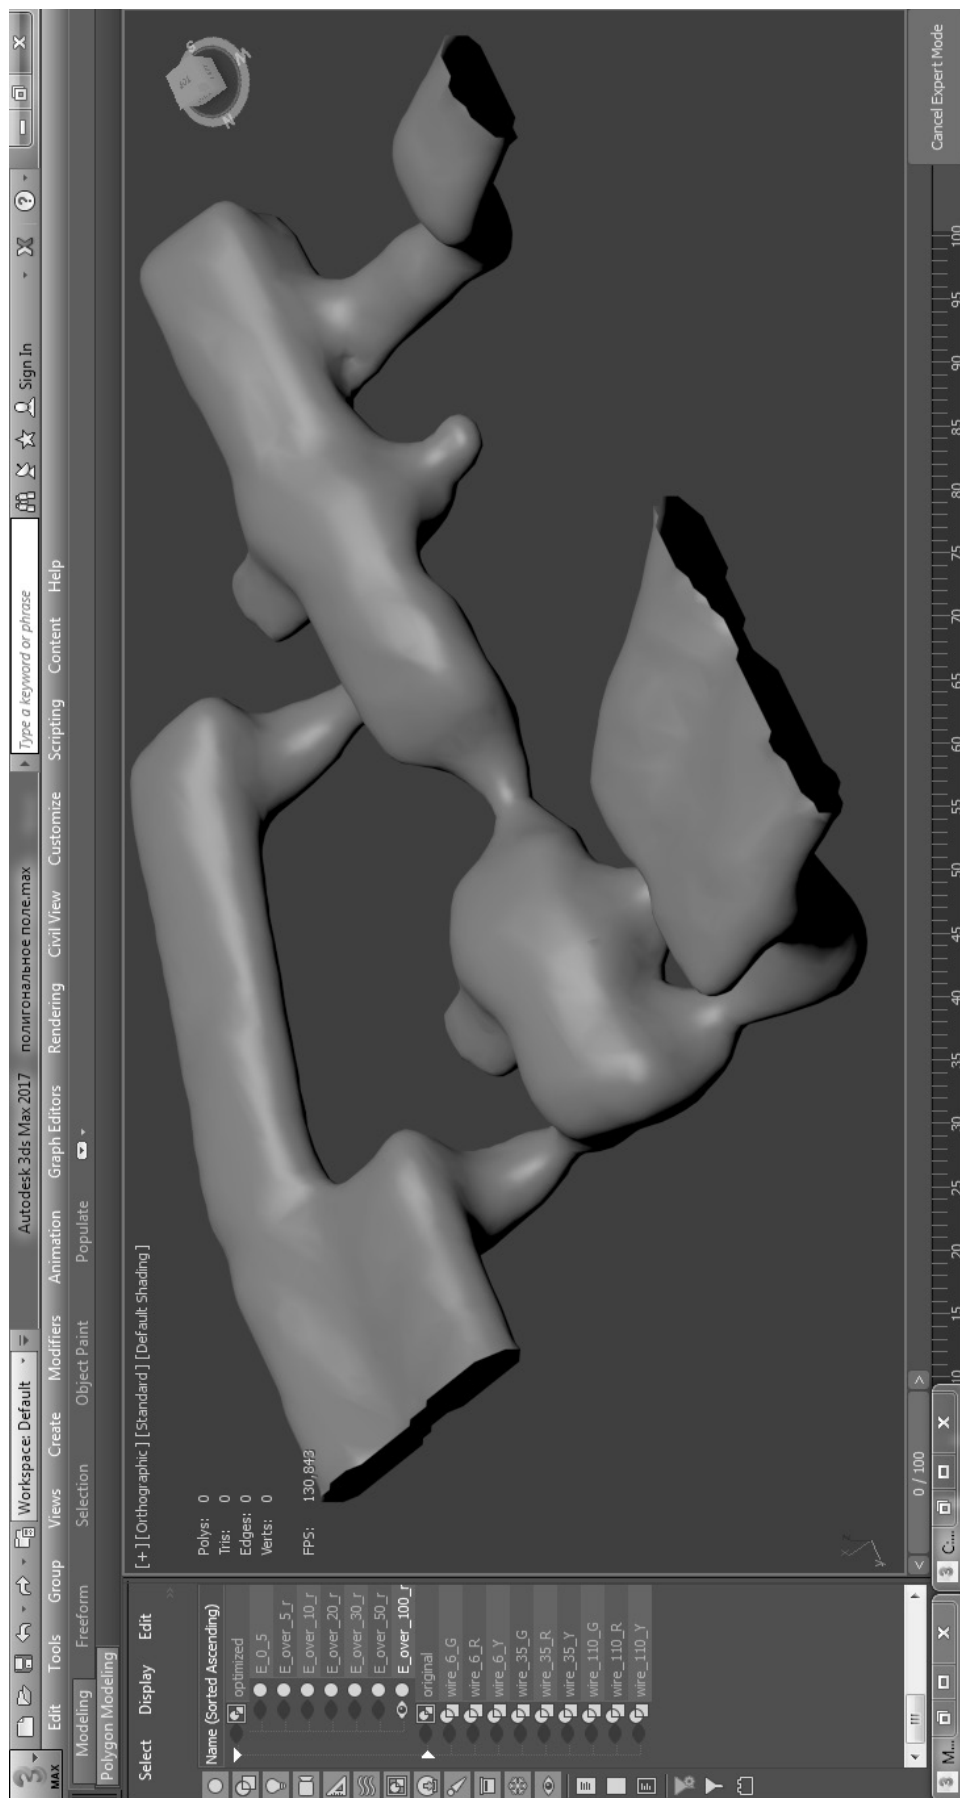 MAX
Workspace: Default
Autodesk 3ds Max 2017 полигональное поле.max
Type a keyword or phrase
Sign In
Edit Tools Group Views Create Modifiers Animation Graph Editors Rendering Civil View Customize Scripting Content Help
Modeling Freeform Selection Object Paint Populate
Polygon Modeling
Select Display Edit
Name (Sorted Ascending)
optimized
E_0_5
E_over_5_r
E_over_10_r
E_over_20_r
E_over_30_r
E_over_50_r
E_over_100_r
original
wire_6_G
wire_6_R
wire_6_Y
wire_35_G
wire_35_R
wire_35_Y
wire_110_G
wire_110_R
wire_110_Y
[+] [Orthographic] [Standard] [Default Shading]
Polys: 0
Tris: 0
Edges: 0
Verts: 0
FPS: 130,843
S
N
0 / 100
Cancel Expert Mode
10 15 20 25 30 35 40 45 50 55 60 65 70 75 80 85 90 95 100
3 M...
3 C...